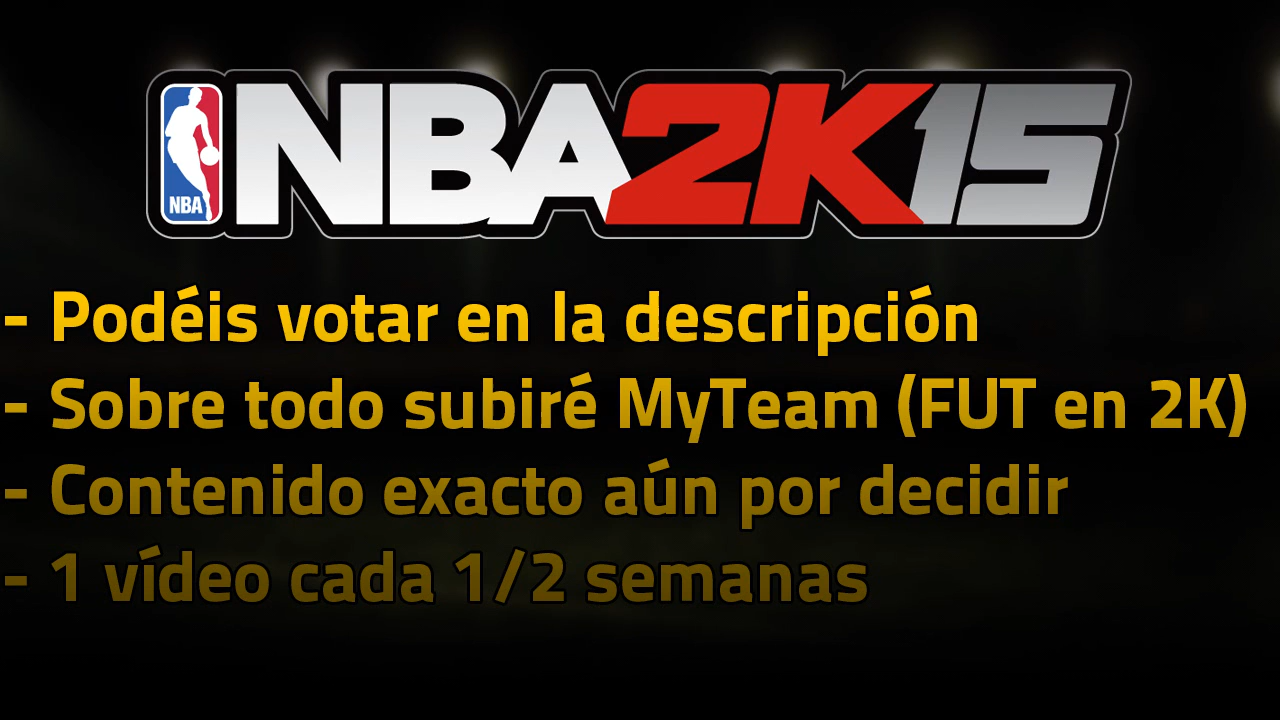 NBA NBA2K15
- Podéis votar en la descripción
- Sobre todo subiré MyTeam (FUT en 2K)
- Contenido exacto aún por decidir
- 1 vídeo cada 1/2 semanas